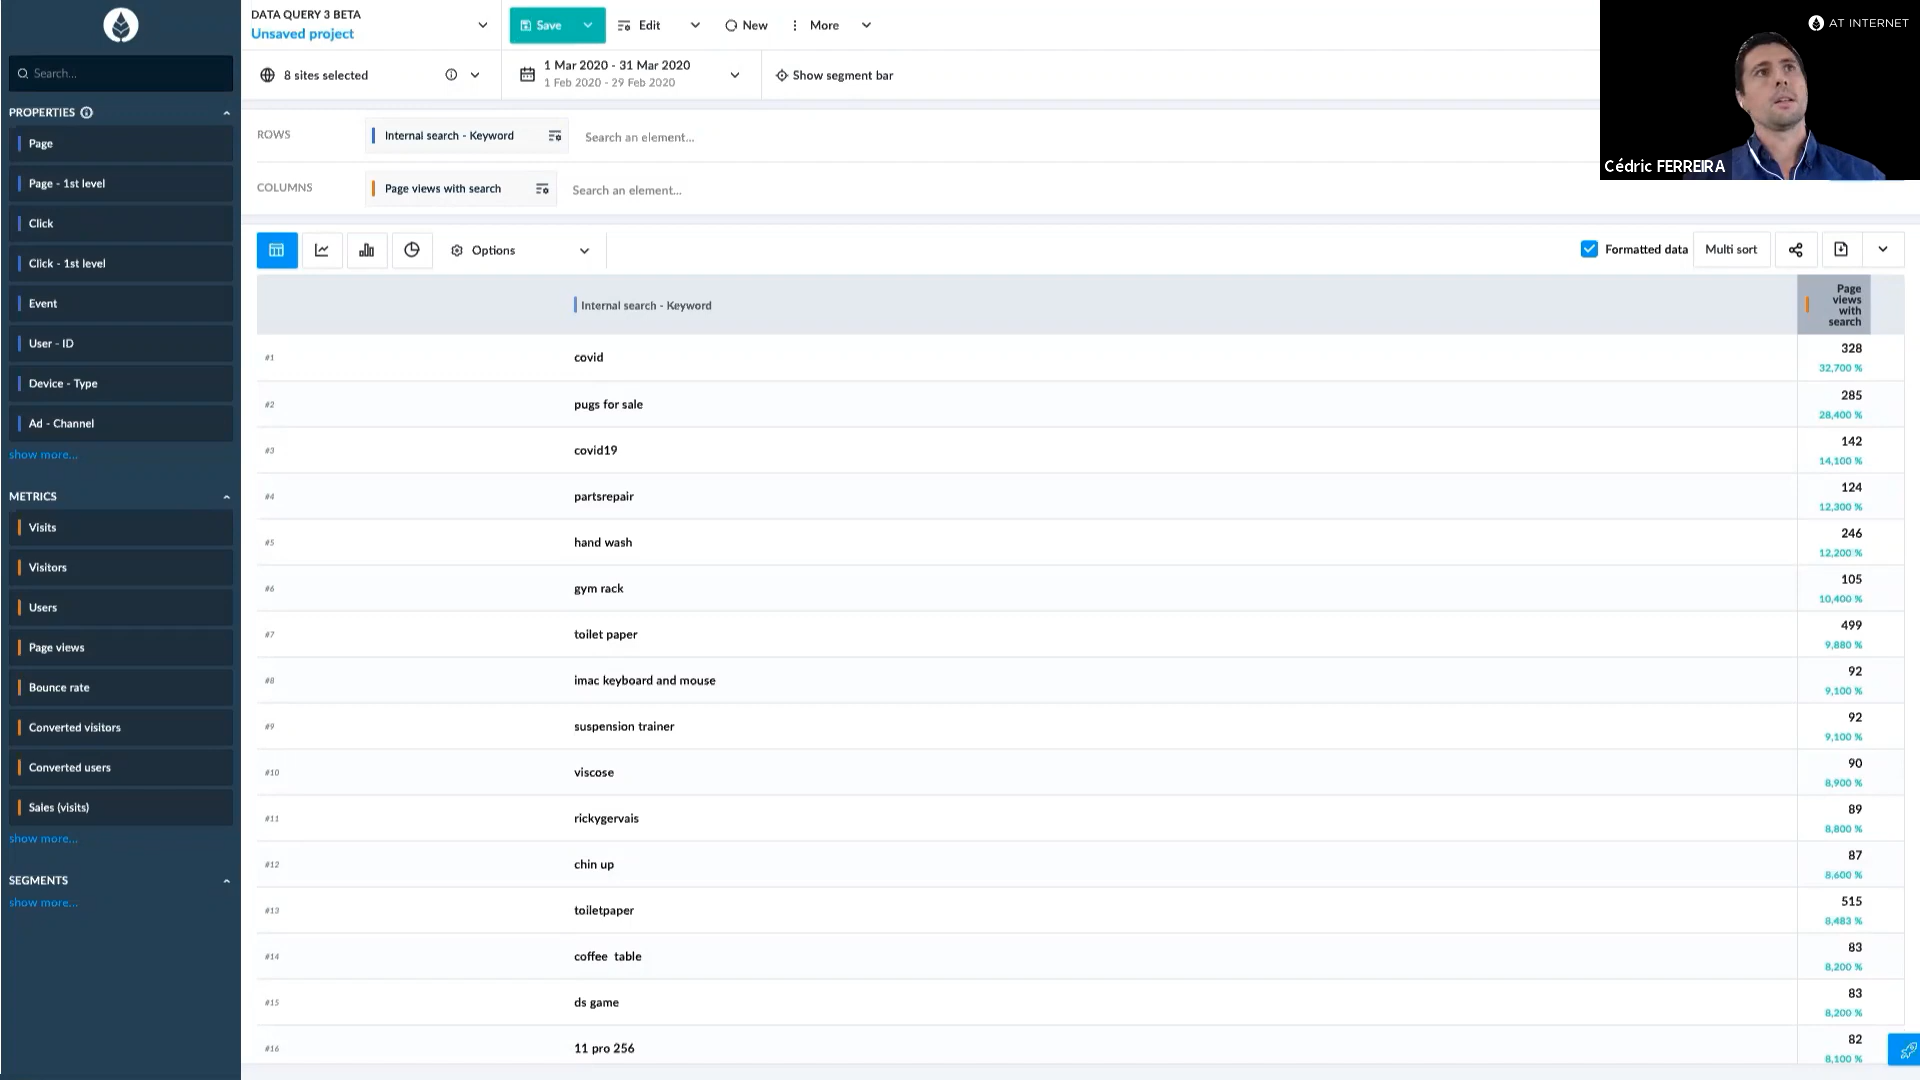 DATA QUERY 3 BETA
Unsaved project
Save
Edit
New
More
AT INTERNET
Search...
8 sites selected
1 Mar 2020 - 31 Mar 2020
1 Feb 2020 - 29 Feb 2020
Show segment bar
Cédric FERREIRA
PROPERTIES
Page
Page - 1st level
Click
Click - 1st level
Event
User - ID
Device - Type
Ad - Channel
show more...
METRICS
Visits
Visitors
Users
Page views
Bounce rate
Converted visitors
Converted users
Sales (visits)
show more...
SEGMENTS
show more...
ROWS
Internal search - Keyword
Search an element...
COLUMNS
Page views with search
Search an element...
Options
Formatted data
Multi sort
Internal search - Keyword
Page
views
with
search
#1 covid 328
32,700 %
#2 pugs for sale 285
28,400 %
#3 covid19 142
14,100 %
#4 partsrepair 124
12,300 %
#5 hand wash 246
12,200 %
#6 gym rack 105
10,400 %
#7 toilet paper 499
9,880 %
#8 imac keyboard and mouse 92
9,100 %
#9 suspension trainer 92
9,100 %
#10 viscose 90
8,900 %
#11 rickygervais 89
8,800 %
#12 chin up 87
8,600 %
#13 toiletpaper 515
8,483 %
#14 coffee  table 83
8,200 %
#15 ds game 83
8,200 %
#16 11 pro 256 82
8,100 %